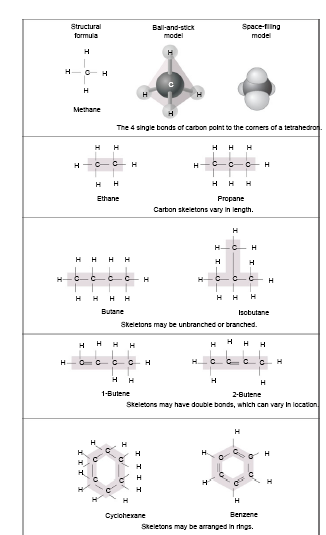 Structural formula
Ball-and-stick model
Space-filling model
H
H C H
H
H
H C H
H
Methane
The 4 single bonds of carbon point to the corners of a tetrahedron.
H H
H C C H
H H
Ethane
H H H
H C C C H
H H H
Propane
Carbon skeletons vary in length.
H H H H
H C C C C H
H H H H
Butane
H
H C H
H H
H C C C H
H H H
Isobutane
Skeletons may be unbranched or branched.
H H H H
H C C C C H
H H
1-Butene
H H H H
H C C C C H
H H
2-Butene
Skeletons may have double bonds, which can vary in location.
H H
H C H
H C C H
H C C H
H C H
H H
Cyclohexane
H
H C H
C C
C C
H C H
H
Benzene
Skeletons may be arranged in rings.